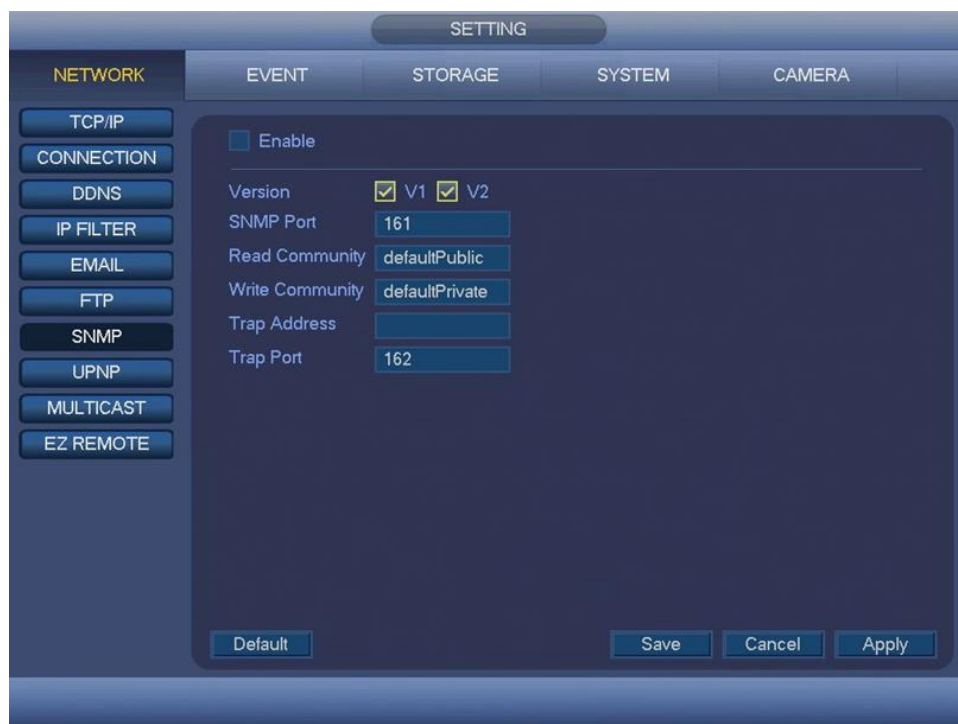 SETTING
NETWORK EVENT STORAGE SYSTEM CAMERA
TCP/IP
CONNECTION
DDNS
IP FILTER
EMAIL
FTP
SNMP
UPNP
MULTICAST
EZ REMOTE
Enable
Version V1 V2
SNMP Port 161
Read Community defaultPublic
Write Community defaultPrivate
Trap Address
Trap Port 162
Default Save Cancel Apply